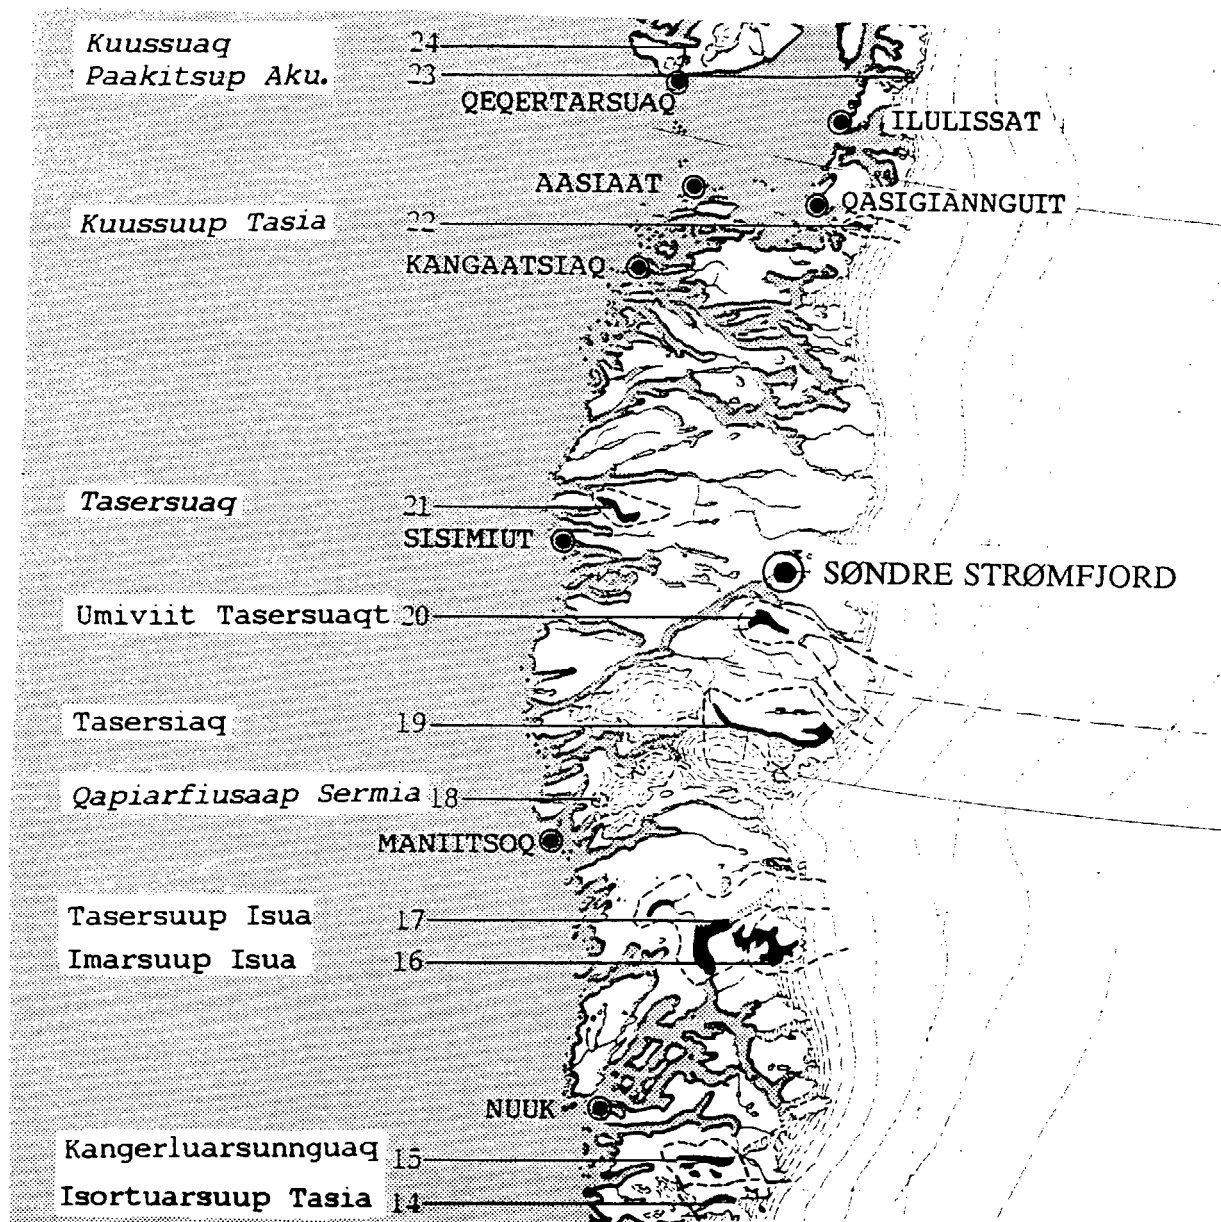 Kuussuaq 24
Paakitsup Aku. 23
QEQERTARSUAQ
ILULISSAT
AASIAAT
QASIGIANNGUIT
Kuussuup Tasia 22
KANGAATSIAQ
Tasersuaq 21
SISIMIUT
SØNDRE STRØMFJORD
Umiviit Tasersuaqt 20
Tasersiaq 19
Qapiarfiusaap Sermia 18
MANIITSOQ
Tasersuup Isua 17
Imarsuup Isua 16
NUUK
Kangerluarsunnguaq 15
Isortuarsuup Tasia 14